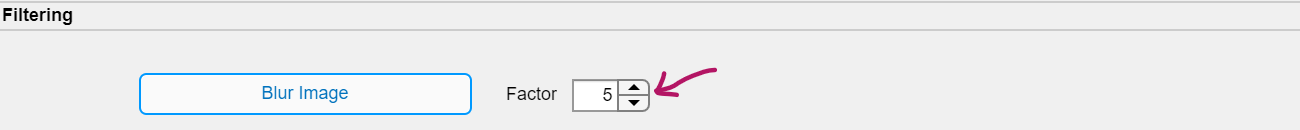 Filtering
Blur Image Factor 5